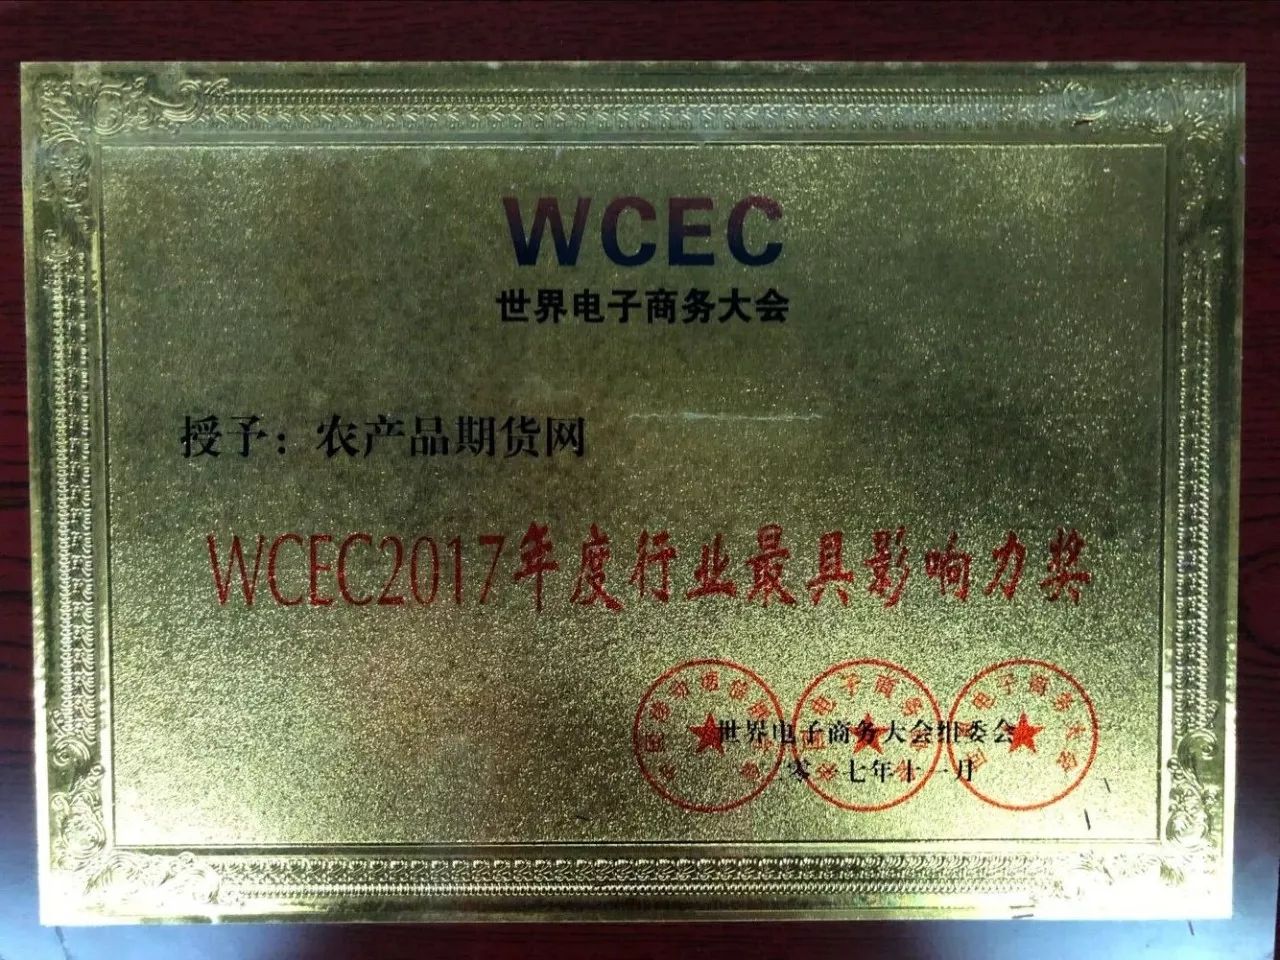 WCEC
世界电子商务大会
授予：农产品期货网
WCEC2017年度行业最具影响力奖
世界电子商务大会组委会
二零一七年十一月